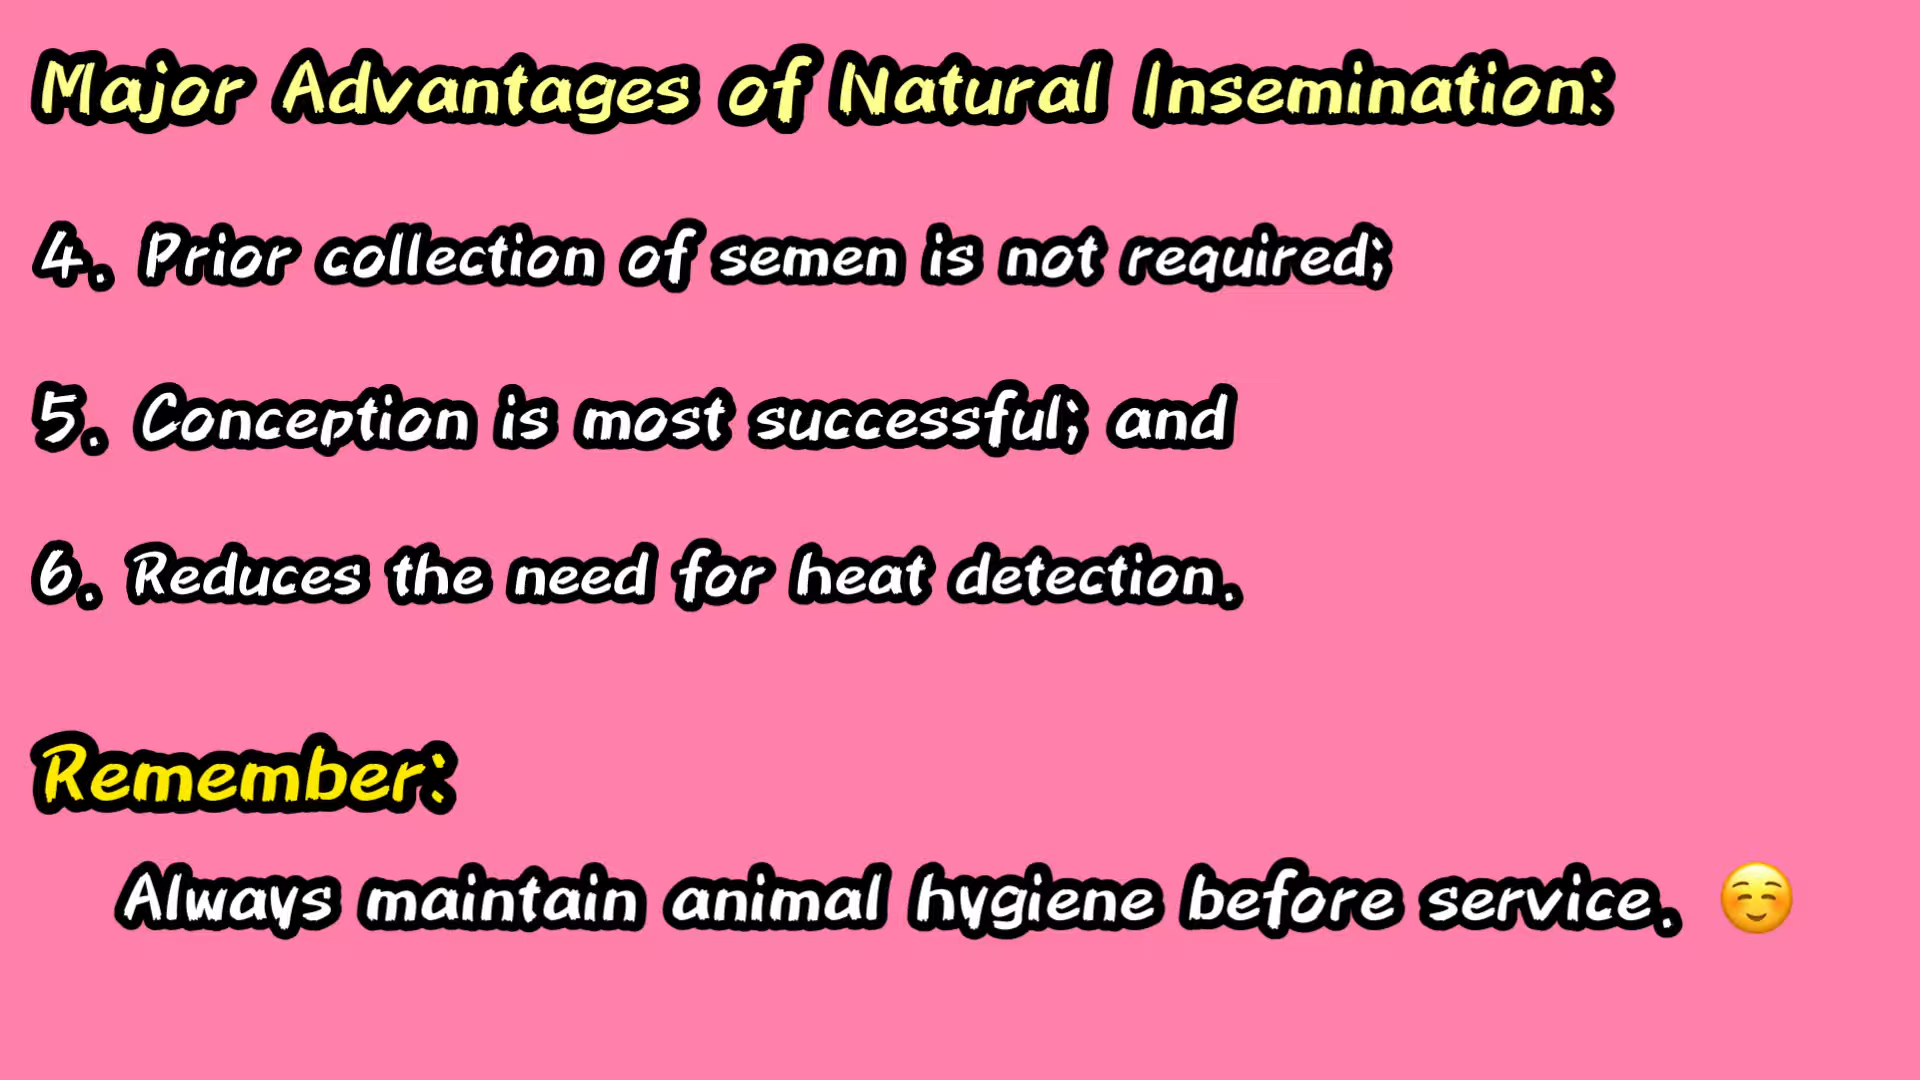 Major Advantages of Natural Insemination:
4. Prior collection of semen is not required;
5. Conception is most successful; and
6. Reduces the need for heat detection.
Remember:
Always maintain animal hygiene before service. ☺️